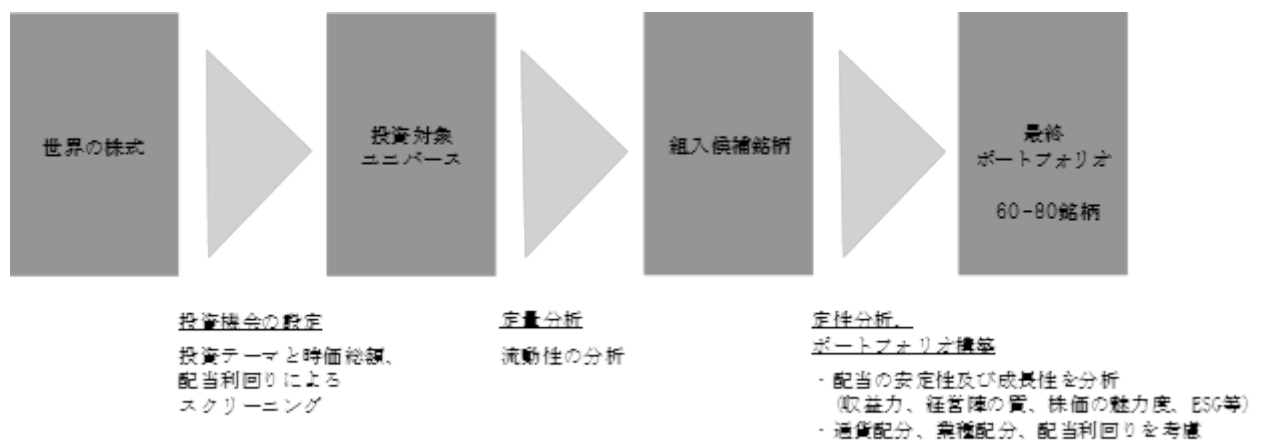 世界の株式
投資対象
ユニバース
組入候補銘柄
最終
ポートフォリオ
60-80銘柄
投資機会の設定
投資テーマと時価総額、
配当利回りによる
スクリーニング
定量分析
流動性の分析
定性分析、
ポートフォリオ構築
・配当の安定性及び成長性を分析
(収益力、経営陣の質、株価の魅力度、ESG等)
・通貨配分、業種配分、配当利回りを考慮